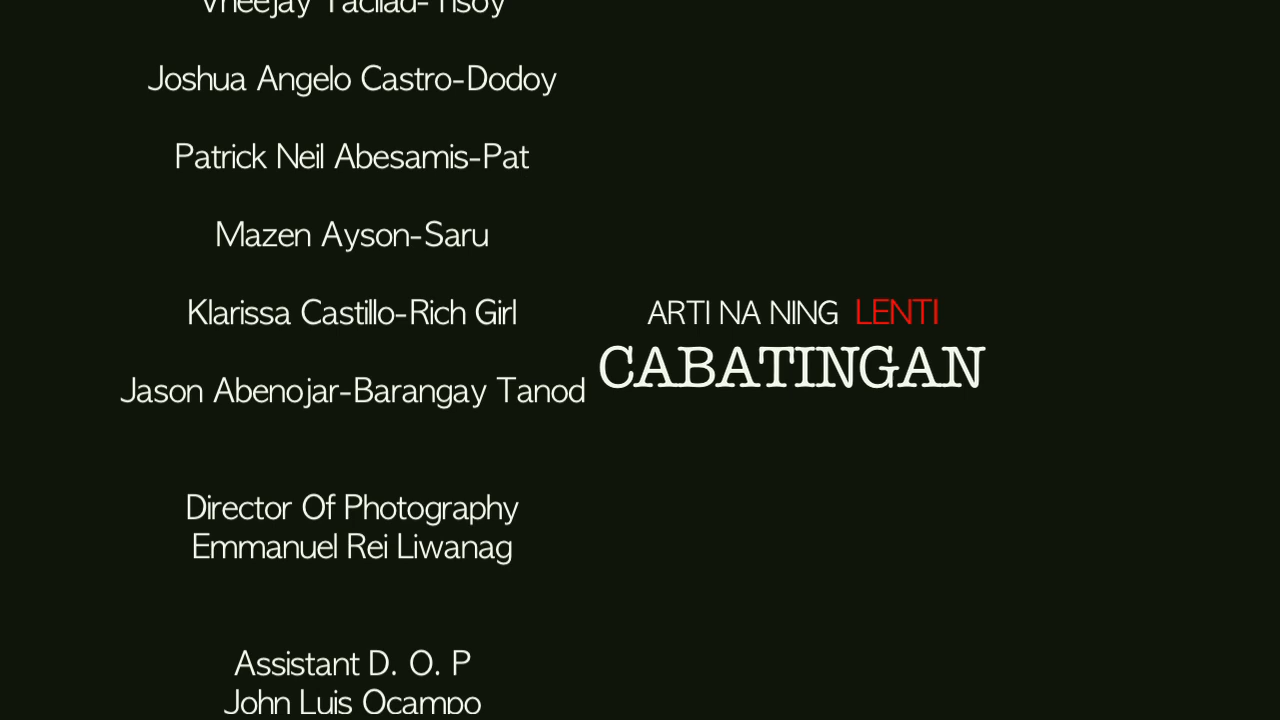 Joshua Angelo Castro-Dodoy
Patrick Neil Abesamis-Pat
Mazen Ayson-Saru
Klarissa Castillo-Rich Girl
Jason Abenojar-Barangay Tanod
Director Of Photography
Emmanuel Rei Liwanag
Assistant D. O. P
John Luis Ocampo
ARTI NA NING LENTI
CABATINGAN